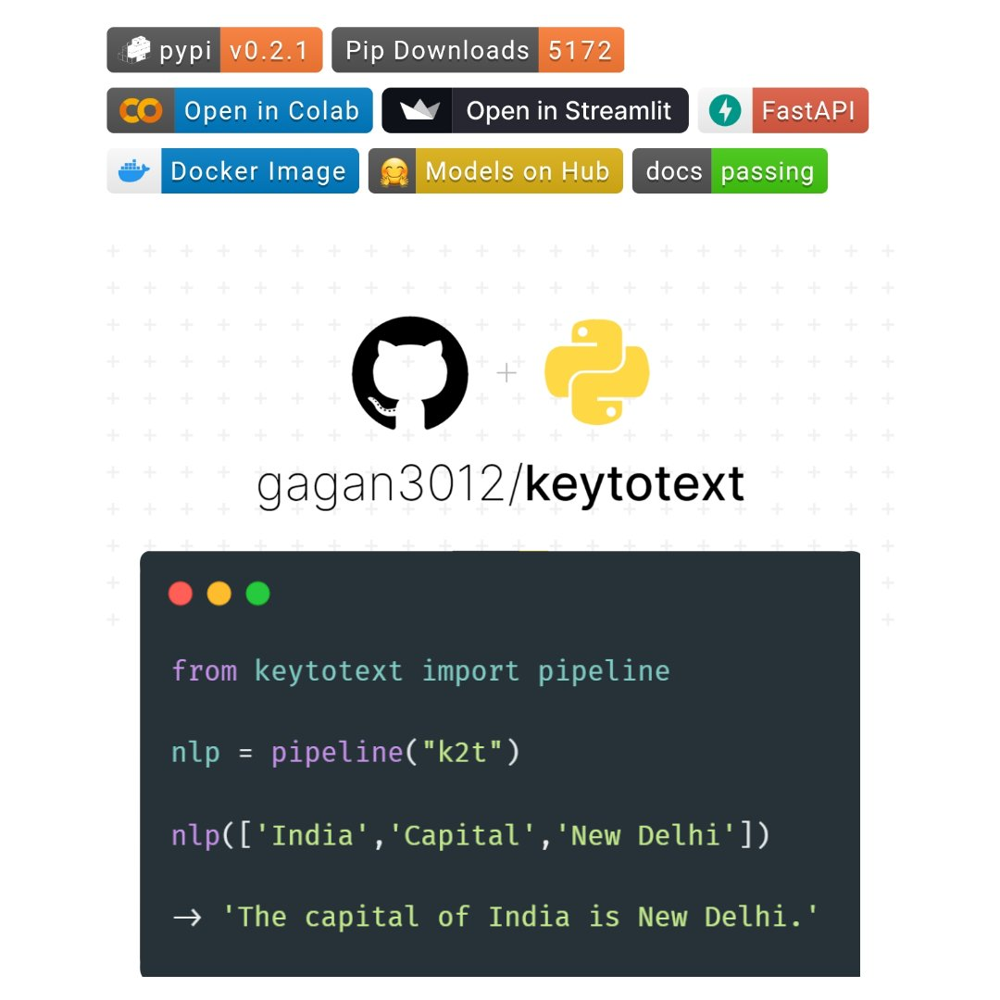 pypi v0.2.1 Pip Downloads 5172
Open in Colab Open in Streamlit FastAPI
Docker Image Models on Hub docs passing
gagan3012/keytotext
from keytotext import pipeline
nlp = pipeline("k2t")
nlp(['India','Capital','New Delhi'])
→ 'The capital of India is New Delhi.'